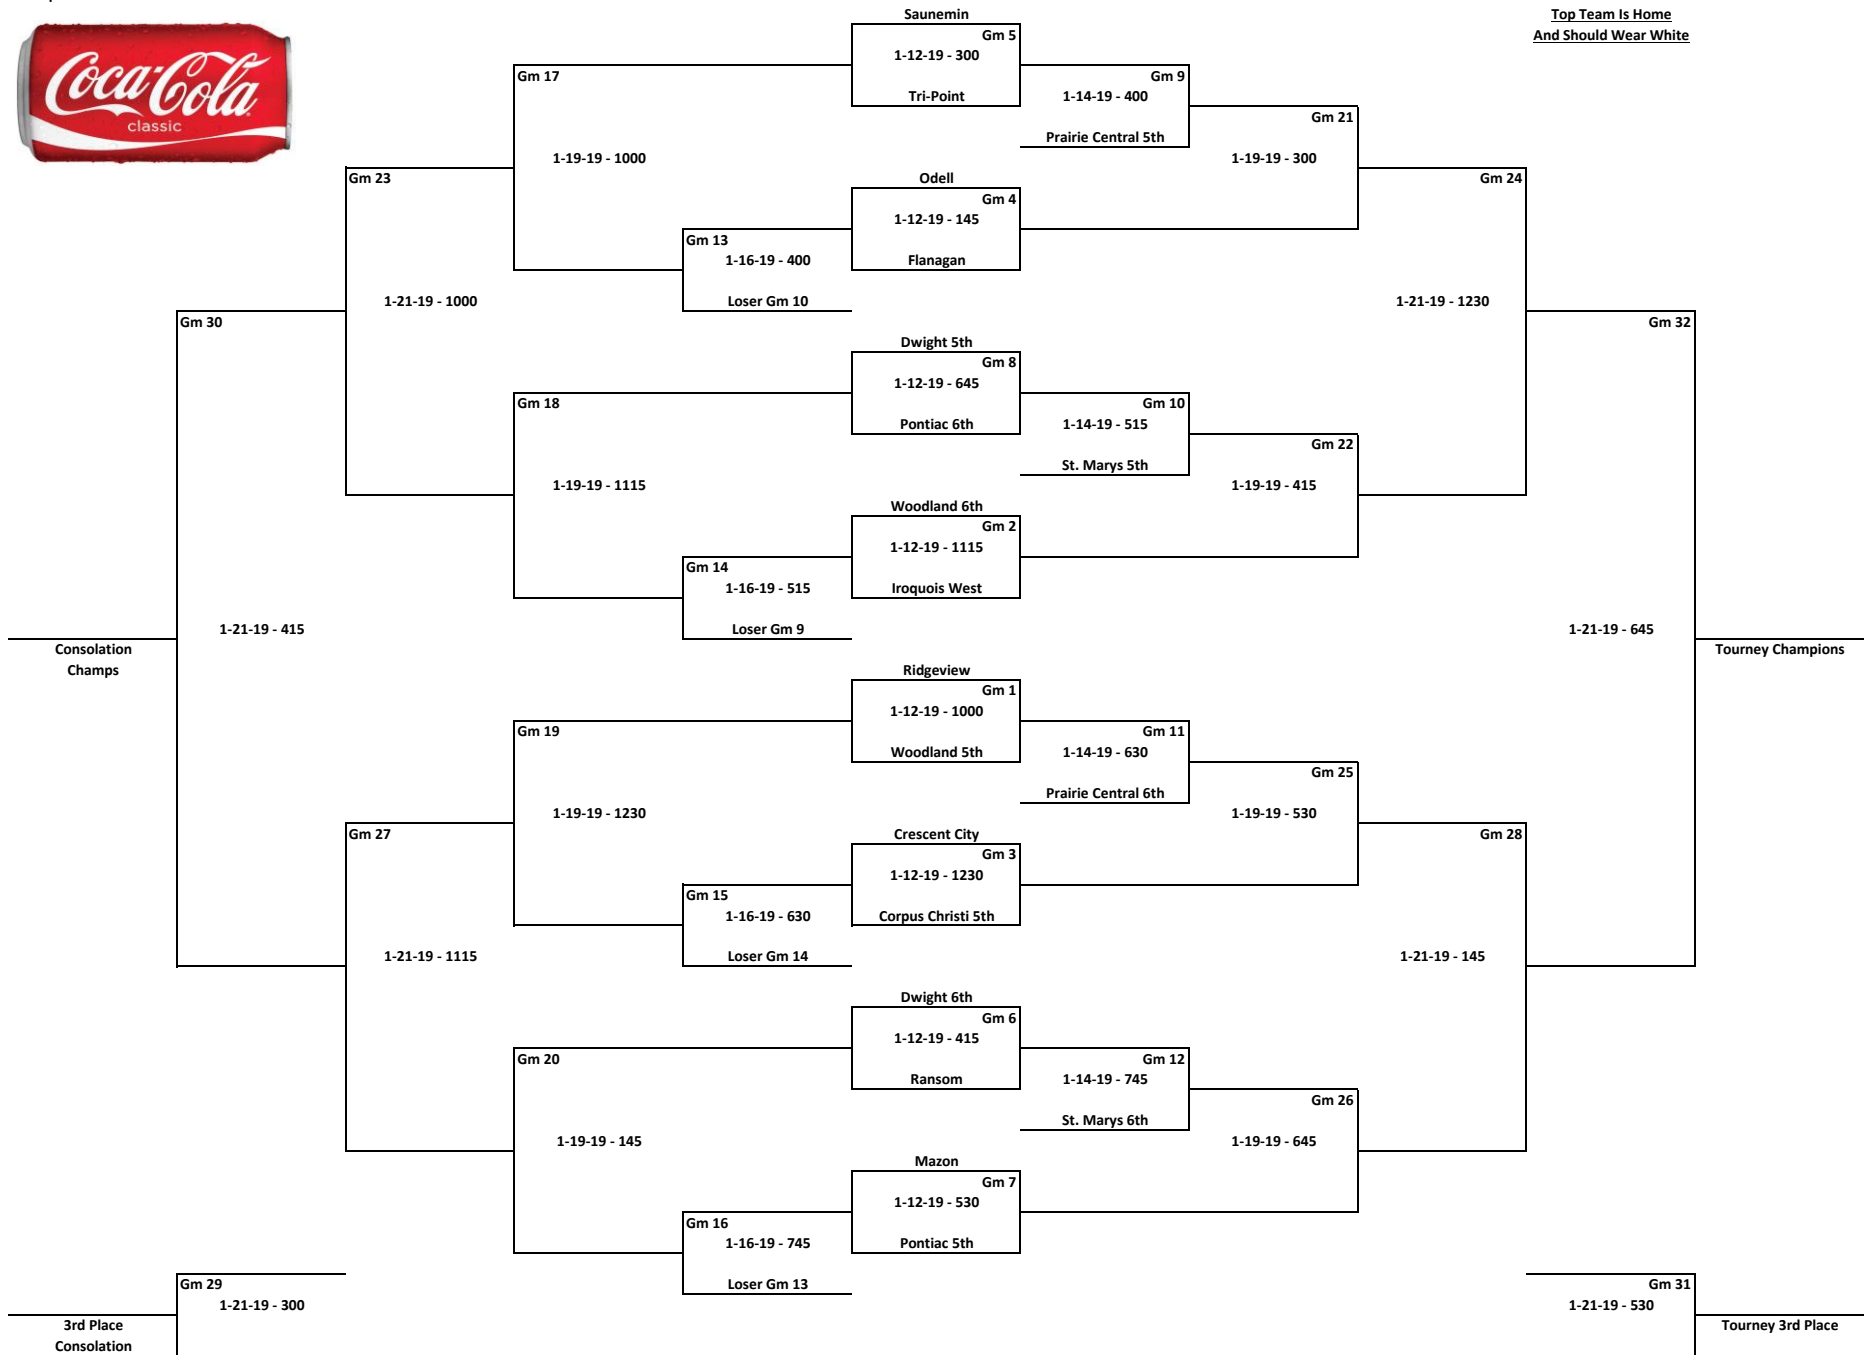 Saunemin
Top Team Is Home
And Should Wear White
Coca-Cola
classic
Gm 5
1-12-19 - 300
Tri-Point
Gm 17
1-19-19 - 1000
Gm 9
1-14-19 - 400
Prairie Central 5th
Gm 21
1-19-19 - 300
Gm 23
1-21-19 - 1000
Odell
Gm 4
1-12-19 - 145
Flanagan
Gm 24
1-21-19 - 1230
Gm 13
1-16-19 - 400
Loser Gm 10
Gm 30
1-21-19 - 415
Gm 32
1-21-19 - 645
Dwight 5th
Gm 8
1-12-19 - 645
Pontiac 6th
Gm 18
1-19-19 - 1115
Gm 10
1-14-19 - 515
St. Marys 5th
Gm 22
1-19-19 - 415
Woodland 6th
Gm 2
1-12-19 - 1115
Iroquois West
Gm 14
1-16-19 - 515
Loser Gm 9
Consolation
Champs
Tourney Champions
Ridgeview
Gm 1
1-12-19 - 1000
Woodland 5th
Gm 19
1-19-19 - 1230
Gm 11
1-14-19 - 630
Prairie Central 6th
Gm 25
1-19-19 - 530
Gm 27
1-21-19 - 1115
Crescent City
Gm 3
1-12-19 - 1230
Corpus Christi 5th
Gm 28
1-21-19 - 145
Gm 15
1-16-19 - 630
Loser Gm 14
Dwight 6th
Gm 6
1-12-19 - 415
Ransom
Gm 20
1-19-19 - 145
Gm 12
1-14-19 - 745
St. Marys 6th
Gm 26
1-19-19 - 645
Mazon
Gm 7
1-12-19 - 530
Pontiac 5th
Gm 16
1-16-19 - 745
Loser Gm 13
Gm 29
1-21-19 - 300
3rd Place
Consolation
Gm 31
1-21-19 - 530
Tourney 3rd Place